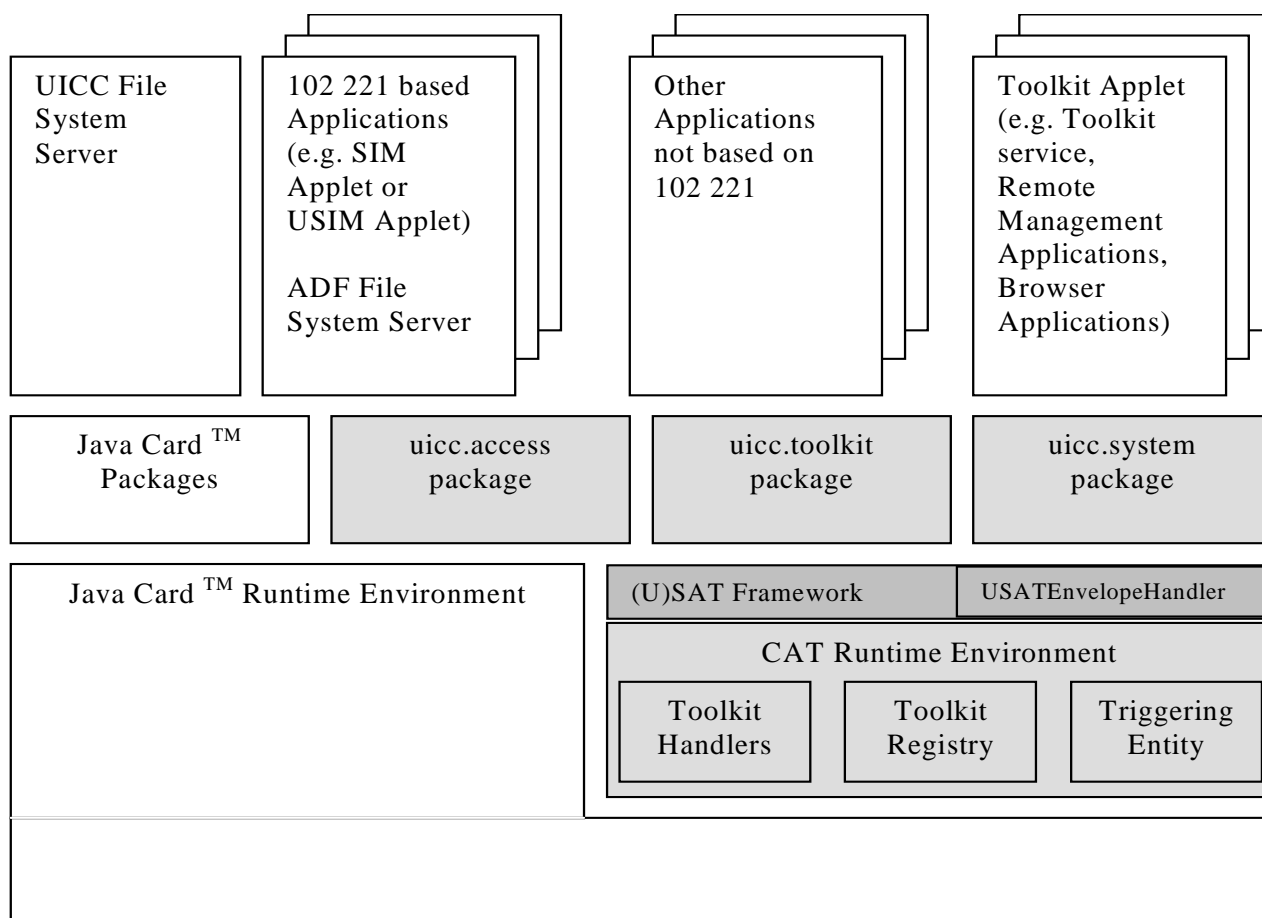 UICC File
System
Server
102 221 based
Applications
(e.g. SIM
Applet or
USIM Applet)
ADF File
System Server
Other
Applications
not based on
102 221
Toolkit Applet
(e.g. Toolkit
service,
Remote
Management
Applications,
Browser
Applications)
Java Card TM
Packages
uicc.access
package
uicc.toolkit
package
uicc.system
package
Java Card TM Runtime Environment
(U)SAT Framework
USATEnvelopeHandler
CAT Runtime Environment
Toolkit
Handlers
Toolkit
Registry
Triggering
Entity